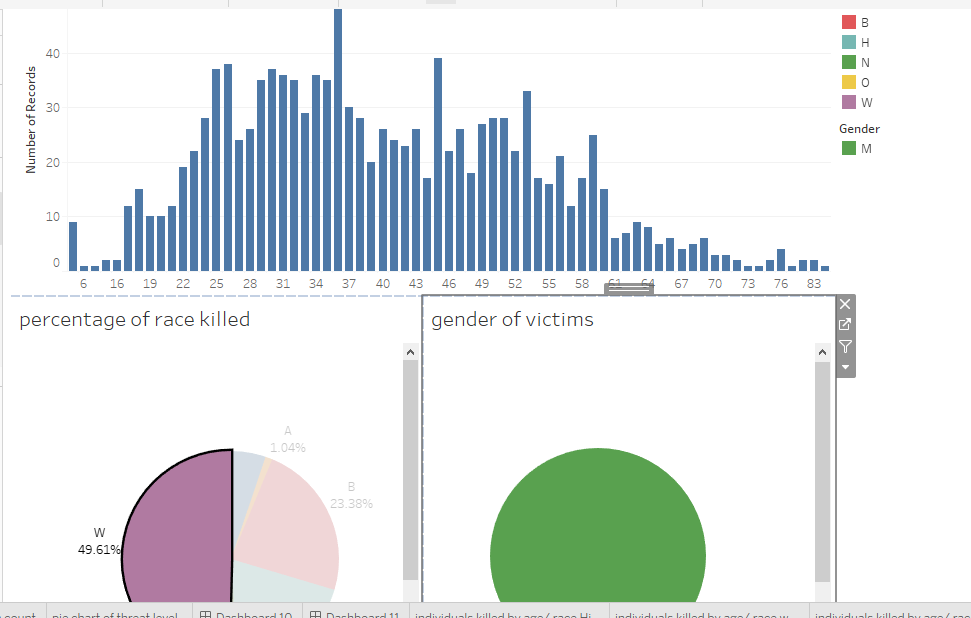 B
H
N
O
W
Gender
M
Number of Records
40
30
20
10
0
6 16 19 22 25 28 31 34 37 40 43 46 49 52 55 58 61 64 67 70 73 76 83
percentage of race killed
gender of victims
A
1.04%
B
23.38%
W
49.61%
count pie chart of threat level Dashboard 10 Dashboard 11 individuals killed by age/ race Hi individuals killed by age/ race w individuals killed by age/ rac